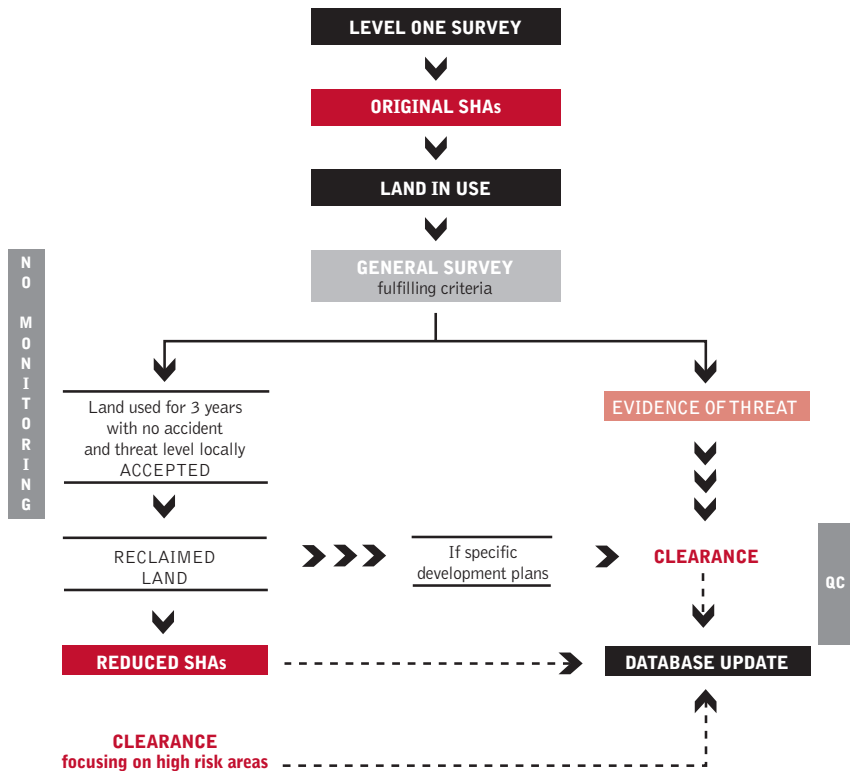 LEVEL ONE SURVEY
ORIGINAL SHAs
LAND IN USE
GENERAL SURVEY
fulfilling criteria
NO MONITORING
Land used for 3 years
with no accident
and threat level locally
ACCEPTED
EVIDENCE OF THREAT
RECLAIMED
LAND
If specific
development plans
CLEARANCE
QC
REDUCED SHAs
DATABASE UPDATE
CLEARANCE
focusing on high risk areas